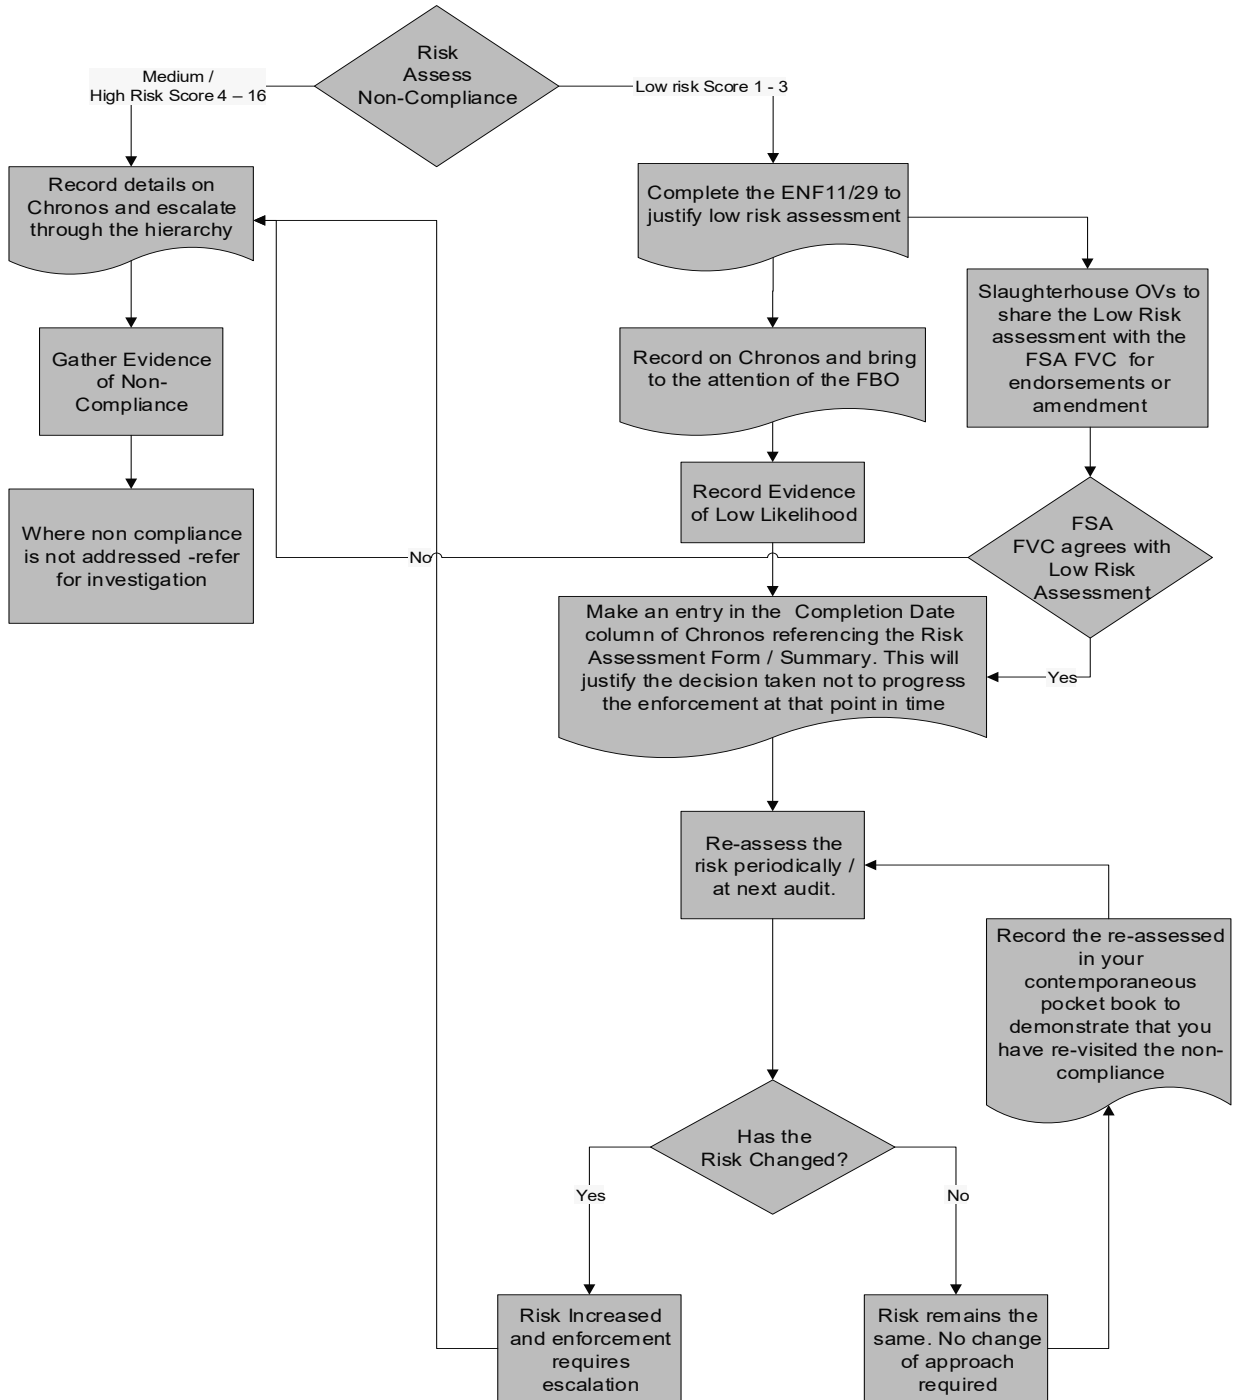 Risk
Assess
Non-Compliance
Medium /
High Risk Score 4 – 16
Low risk Score 1 - 3
Record details on
Chronos and escalate
through the hierarchy
Complete the ENF11/29 to
justify low risk assessment
Slaughterhouse OVs to
share the Low Risk
assessment with the
FSA FVC for
endorsements or
amendment
Gather Evidence
of Non-
Compliance
Record on Chronos and bring
to the attention of the FBO
Record Evidence
of Low Likelihood
Where non compliance
is not addressed -refer
for investigation
FSA
FVC agrees with
Low Risk
Assessment
No
Make an entry in the Completion Date
column of Chronos referencing the Risk
Assessment Form / Summary. This will
justify the decision taken not to progress
the enforcement at that point in time
Yes
Re-assess the
risk periodically /
at next audit.
Record the re-assessed
in your
contemporaneous
pocket book to
demonstrate that you
have re-visited the non-
compliance
Has the
Risk Changed?
Yes
No
Risk Increased
and enforcement
requires
escalation
Risk remains the
same. No change
of approach
required